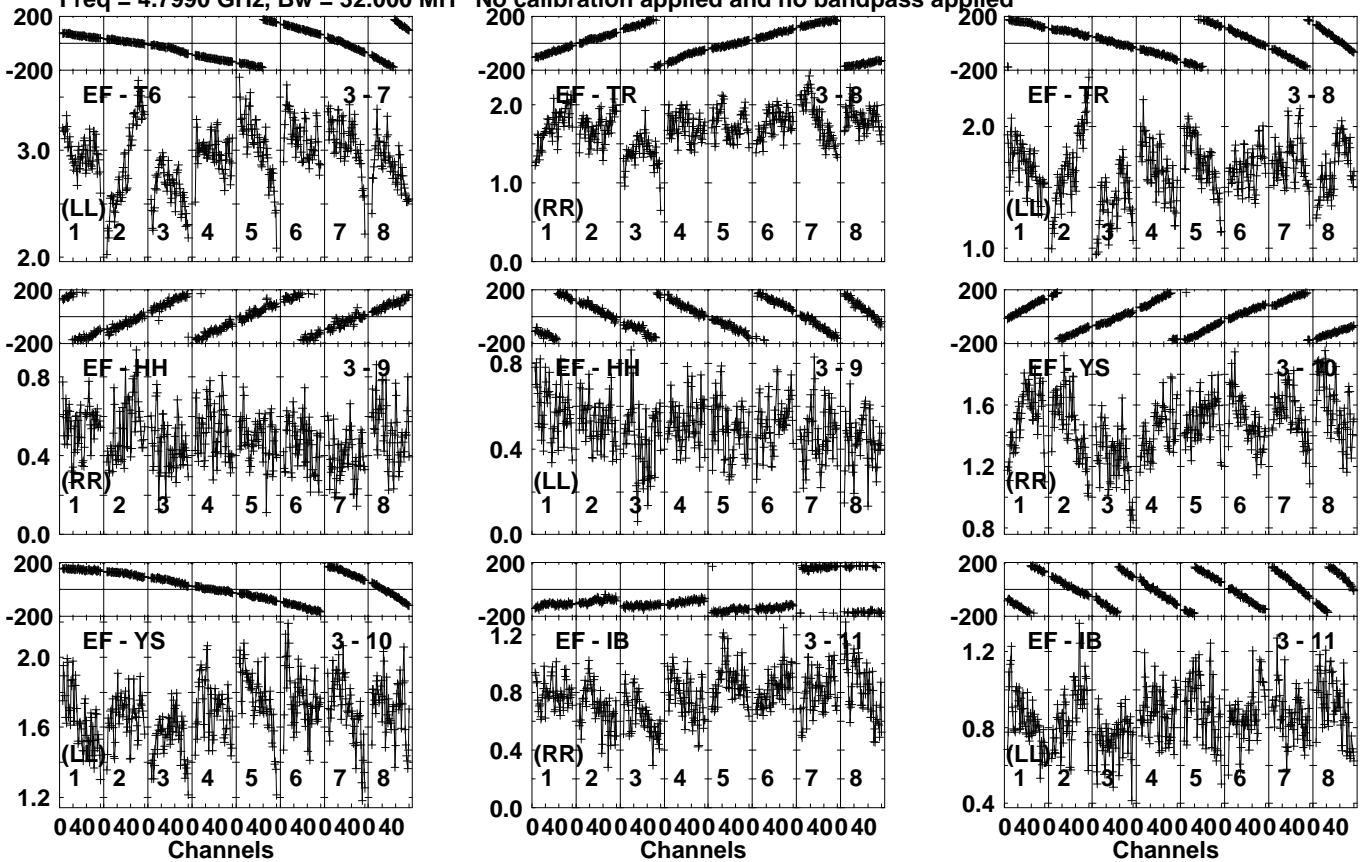 Freq = 4.7990 GHz, Bw = 32.000 MH No calibration applied and no bandpass applied
200 200 200
-200 -200 -200
EF - T6 3 - 7 EF - TR 3 - 8 EF - TR 3 - 8
2.0 2.0
3.0
1.0
(LL) (RR) (LL)
1 2 3 4 5 6 7 8 1 2 3 4 5 6 7 8 1 2 3 4 5 6 7 8
2.0 0.0 1.0
200 200 200
-200 -200 -200
EF - HH 3 - 9 EF - HH 3 - 9 EF - YS 3 - 10
0.8 0.8 1.6
0.4 0.4 1.2
(RR) (LL) (RR)
1 2 3 4 5 6 7 8 1 2 3 4 5 6 7 8 1 2 3 4 5 6 7 8
0.0 0.0 0.8
200 200 200
-200 -200 -200
EF - YS 3 - 10 EF - IB 3 - 11 EF - IB 3 - 11
2.0 1.2 1.2
1.6 0.8 0.8
0.4
(LL) (RR) (LL)
1 2 3 4 5 6 7 8 1 2 3 4 5 6 7 8 1 2 3 4 5 6 7 8
1.2 0.0 0.4
0 40 0 40 0 40 0 40 0 40 0 40 0 40 0 40 0 40 0 40 0 40 0 40 0 40 0 40 0 40 0 40 0 40 0 40 0 40 0 40 0 40 0 40 0 40 0 40
Channels Channels Channels